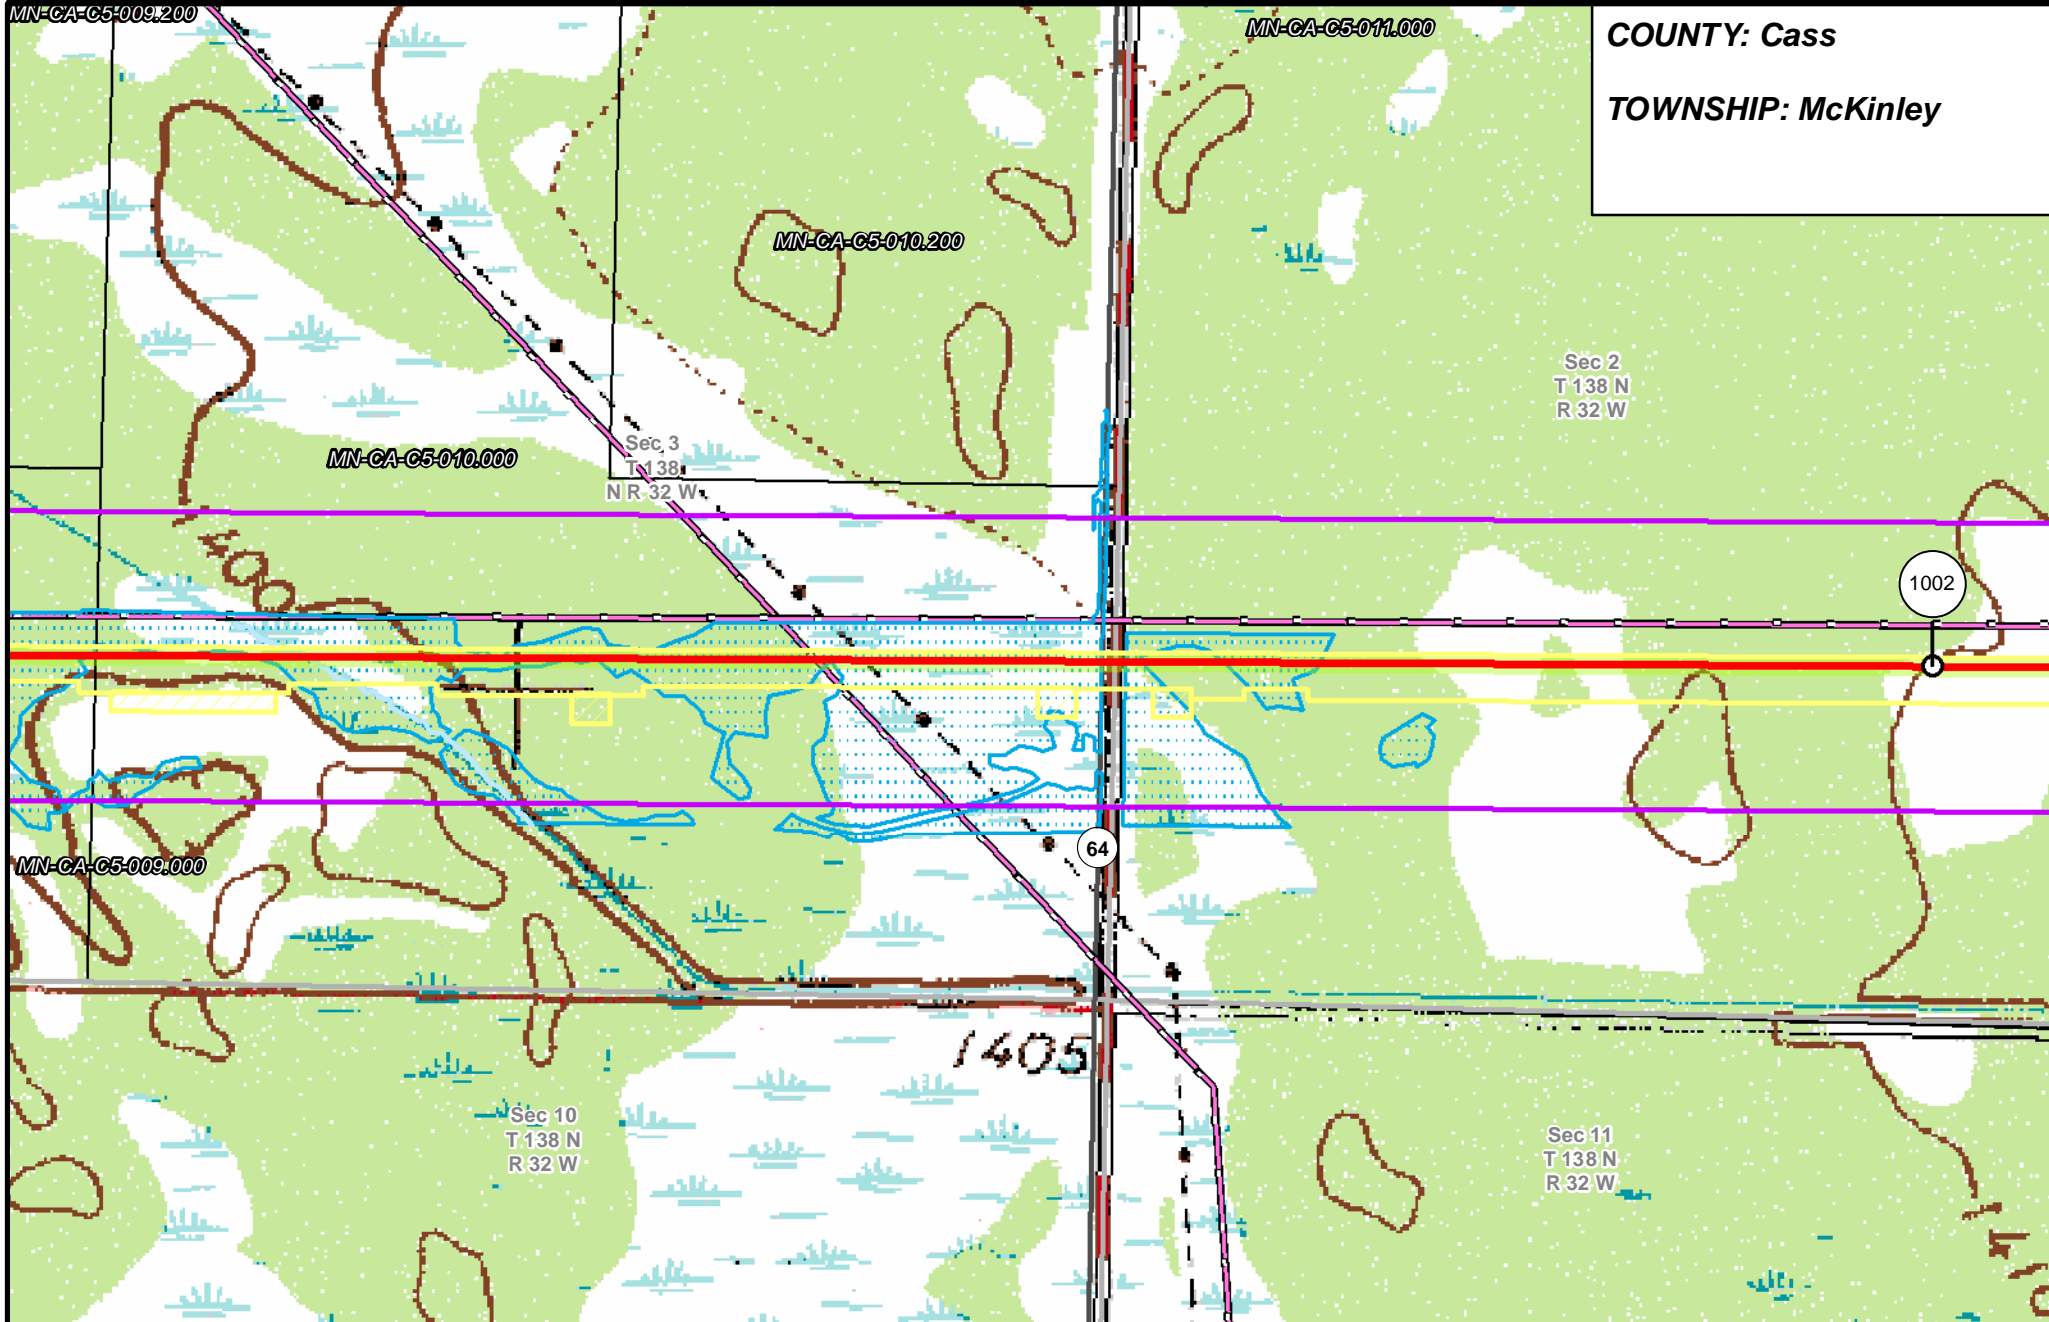 MN-CA-C5-009.200
MN-CA-C5-011.000
COUNTY: Cass
TOWNSHIP: McKinley
MN-CA-C5-010.200
Sec 2
T 138 N
R 32 W
MN-CA-C5-010.000
Sec 3
T 138
N R 32 W
1400
1002
64
MN-CA-C5-009.000
1405
Sec 10
T 138 N
R 32 W
Sec 11
T 138 N
R 32 W